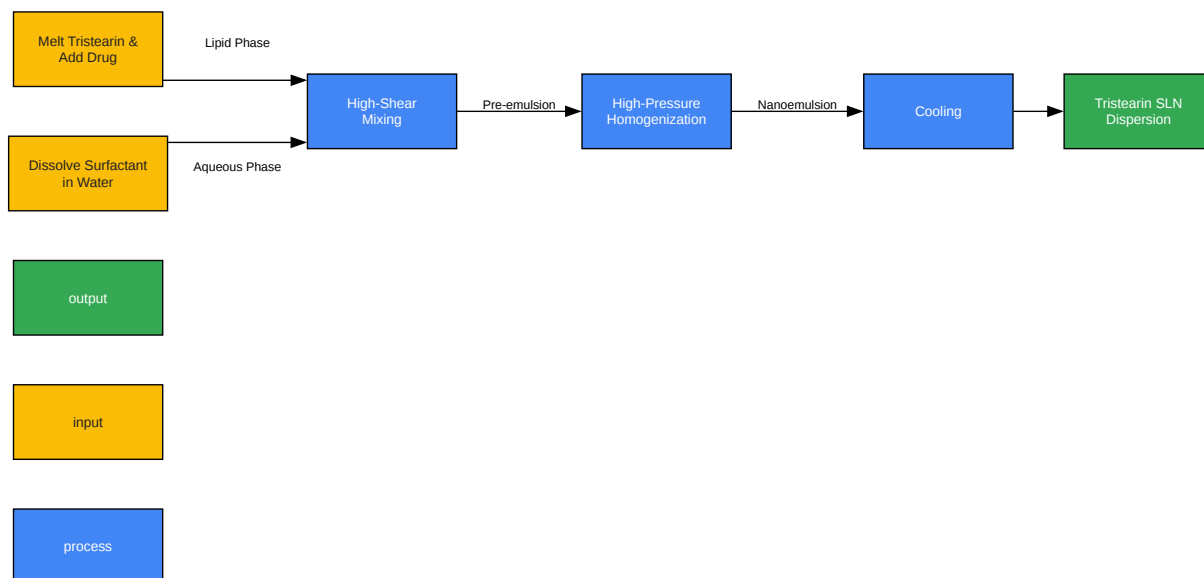 Melt Tristearin &
Add Drug
Lipid Phase
High-Shear
Mixing
Pre-emulsion
High-Pressure
Homogenization
Nanoemulsion
Cooling
Tristearin SLN
Dispersion
Dissolve Surfactant
in Water
Aqueous Phase
output
input
process